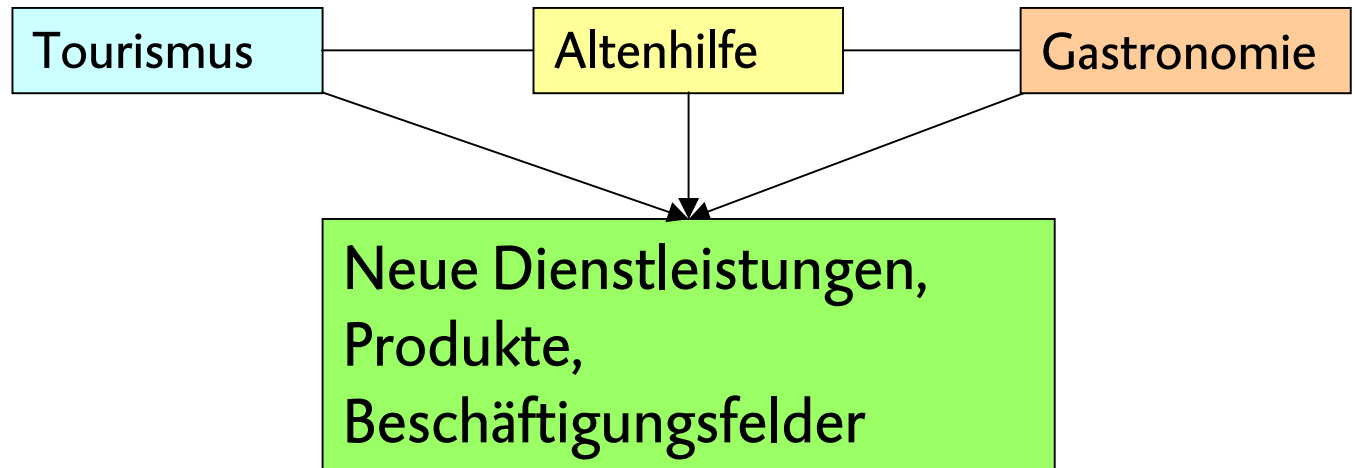 Tourismus
Altenhilfe
Gastronomie
Neue Dienstleistungen,
Produkte,
Beschäftigungsfelder